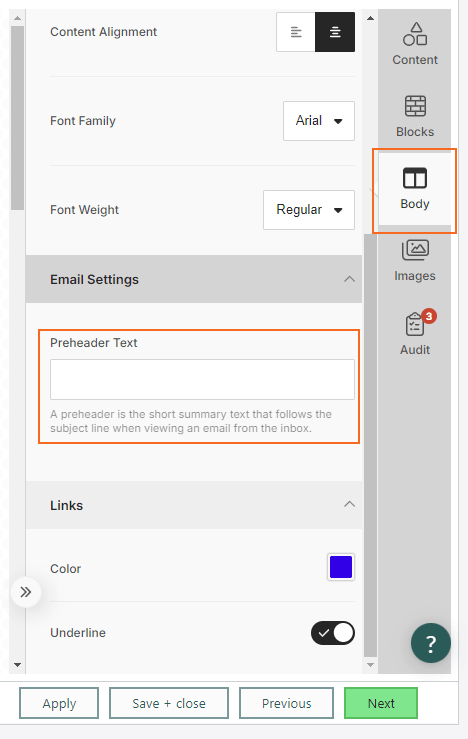 Content Alignment
Font Family
Arial
Font Weight
Regular
Email Settings
Preheader Text
A preheader is the short summary text that follows the
subject line when viewing an email from the inbox.
Links
Color
Underline
Content
Blocks
Body
Images
3
Audit
?
Apply
Save + close
Previous
Next